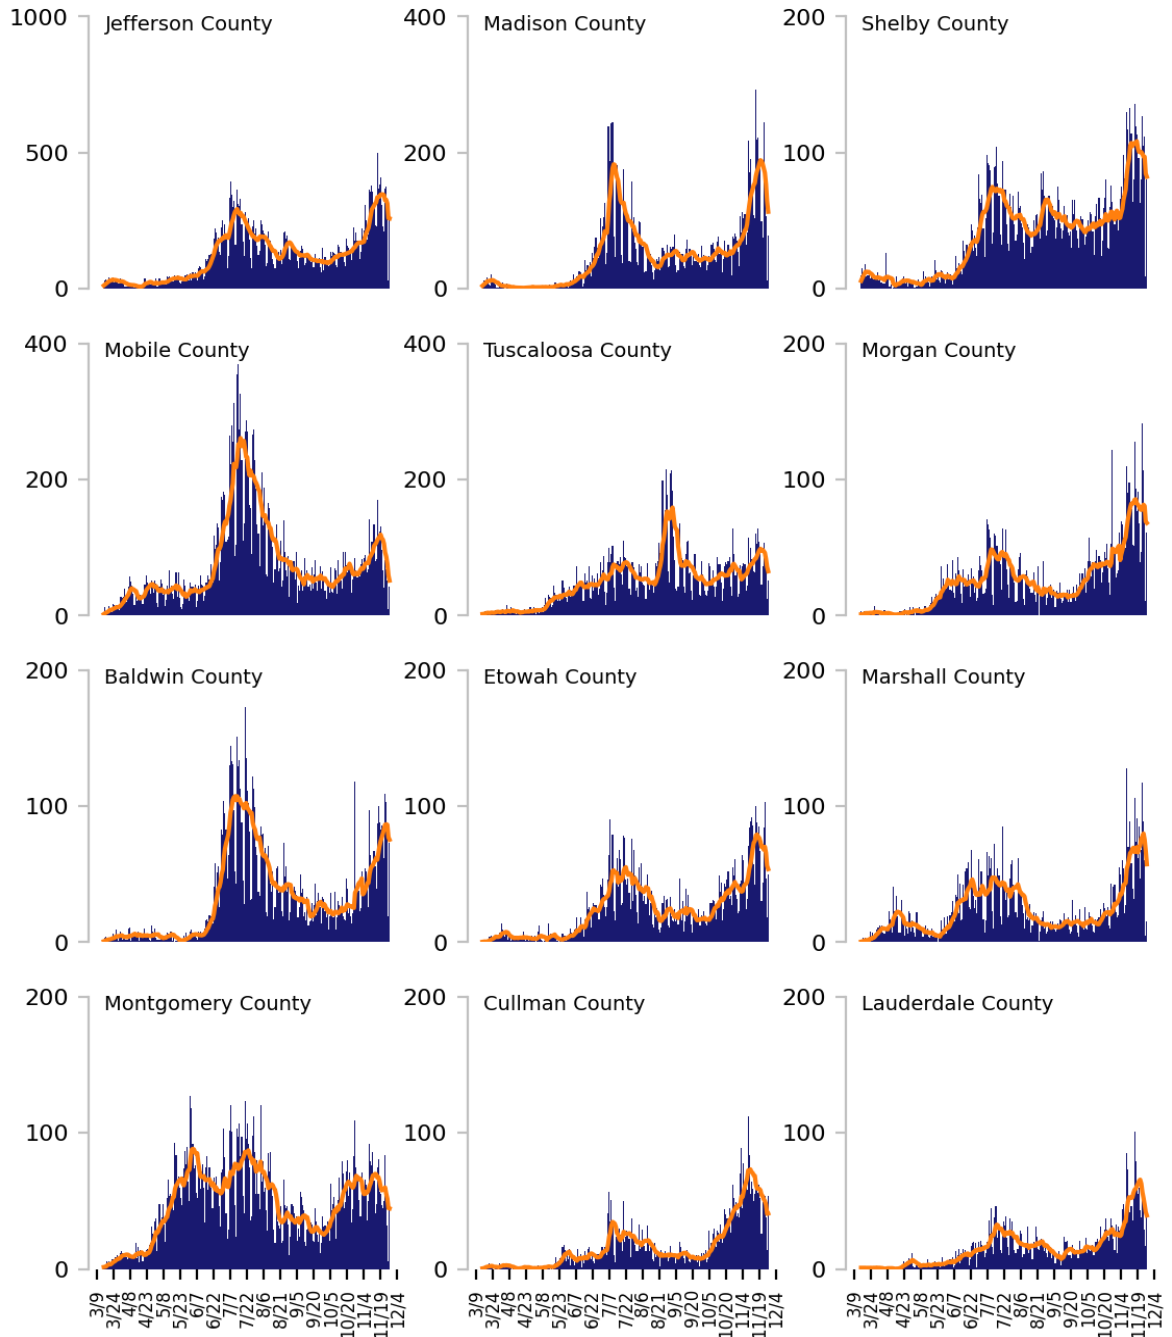 1000 Jefferson County 400 Madison County 200 Shelby County
500 200 100
0 0 0
400 Mobile County 400 Tuscaloosa County 200 Morgan County
200 200 100
0 0 0
200 Baldwin County 200 Etowah County 200 Marshall County
100 100 100
0 0 0
200 Montgomery County 200 Cullman County 200 Lauderdale County
100 100 100
0 0 0
3/9 3/24 4/8 4/23 5/8 5/23 6/7 6/22 7/7 7/22 8/6 8/21 9/5 9/20 10/5 10/20 11/4 11/19 12/4 3/9 3/24 4/8 4/23 5/8 5/23 6/7 6/22 7/7 7/22 8/6 8/21 9/5 9/20 10/5 10/20 11/4 11/19 12/4 3/9 3/24 4/8 4/23 5/8 5/23 6/7 6/22 7/7 7/22 8/6 8/21 9/5 9/20 10/5 10/20 11/4 11/19 12/4